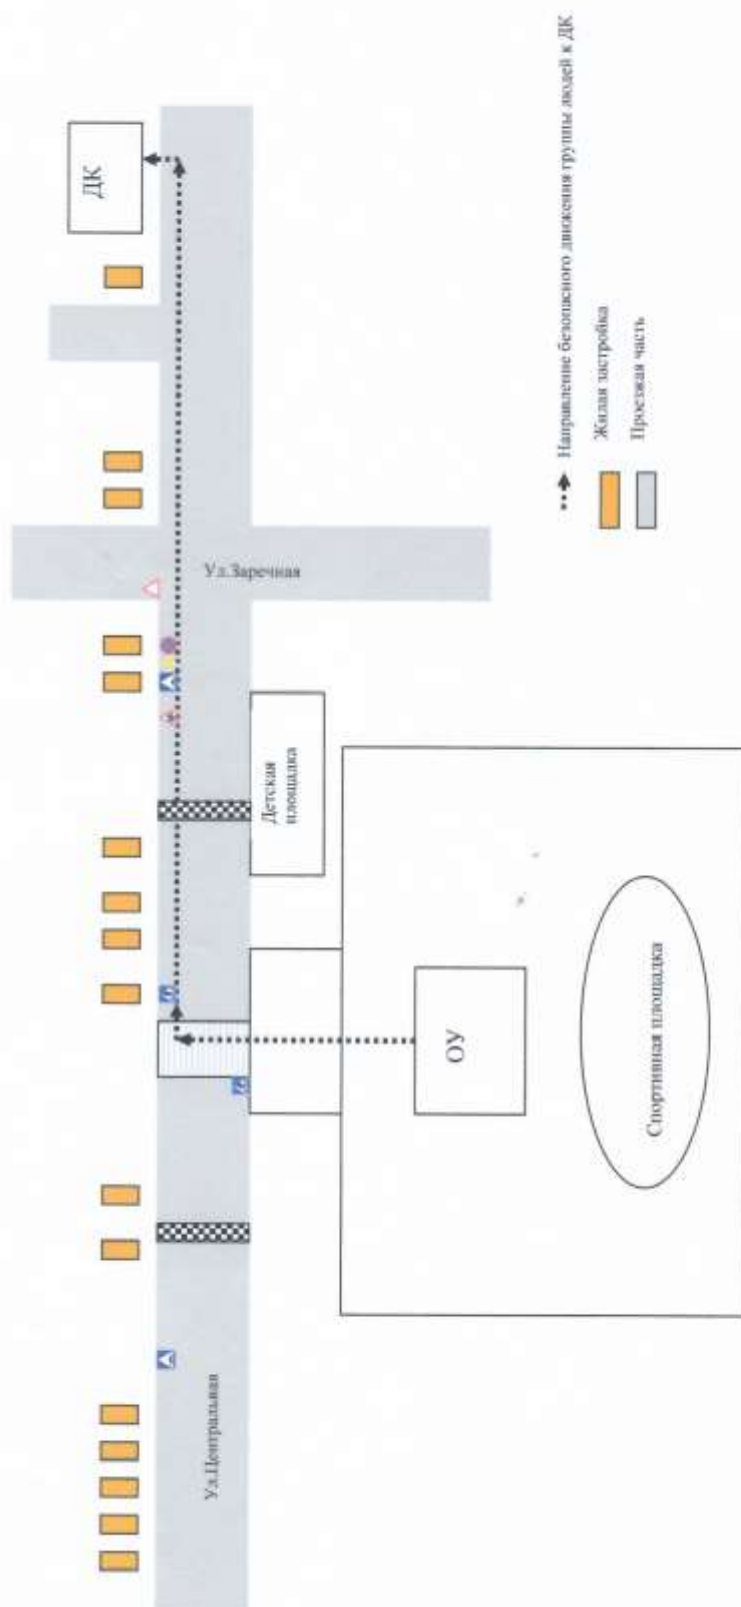 ДК
Ул.Заречная
Детская
площадка
ОУ
Спортивная площадка
Ул.Центральная
Направление безопасного движения группы людей к ДК
Жилая застройка
Проезжая часть